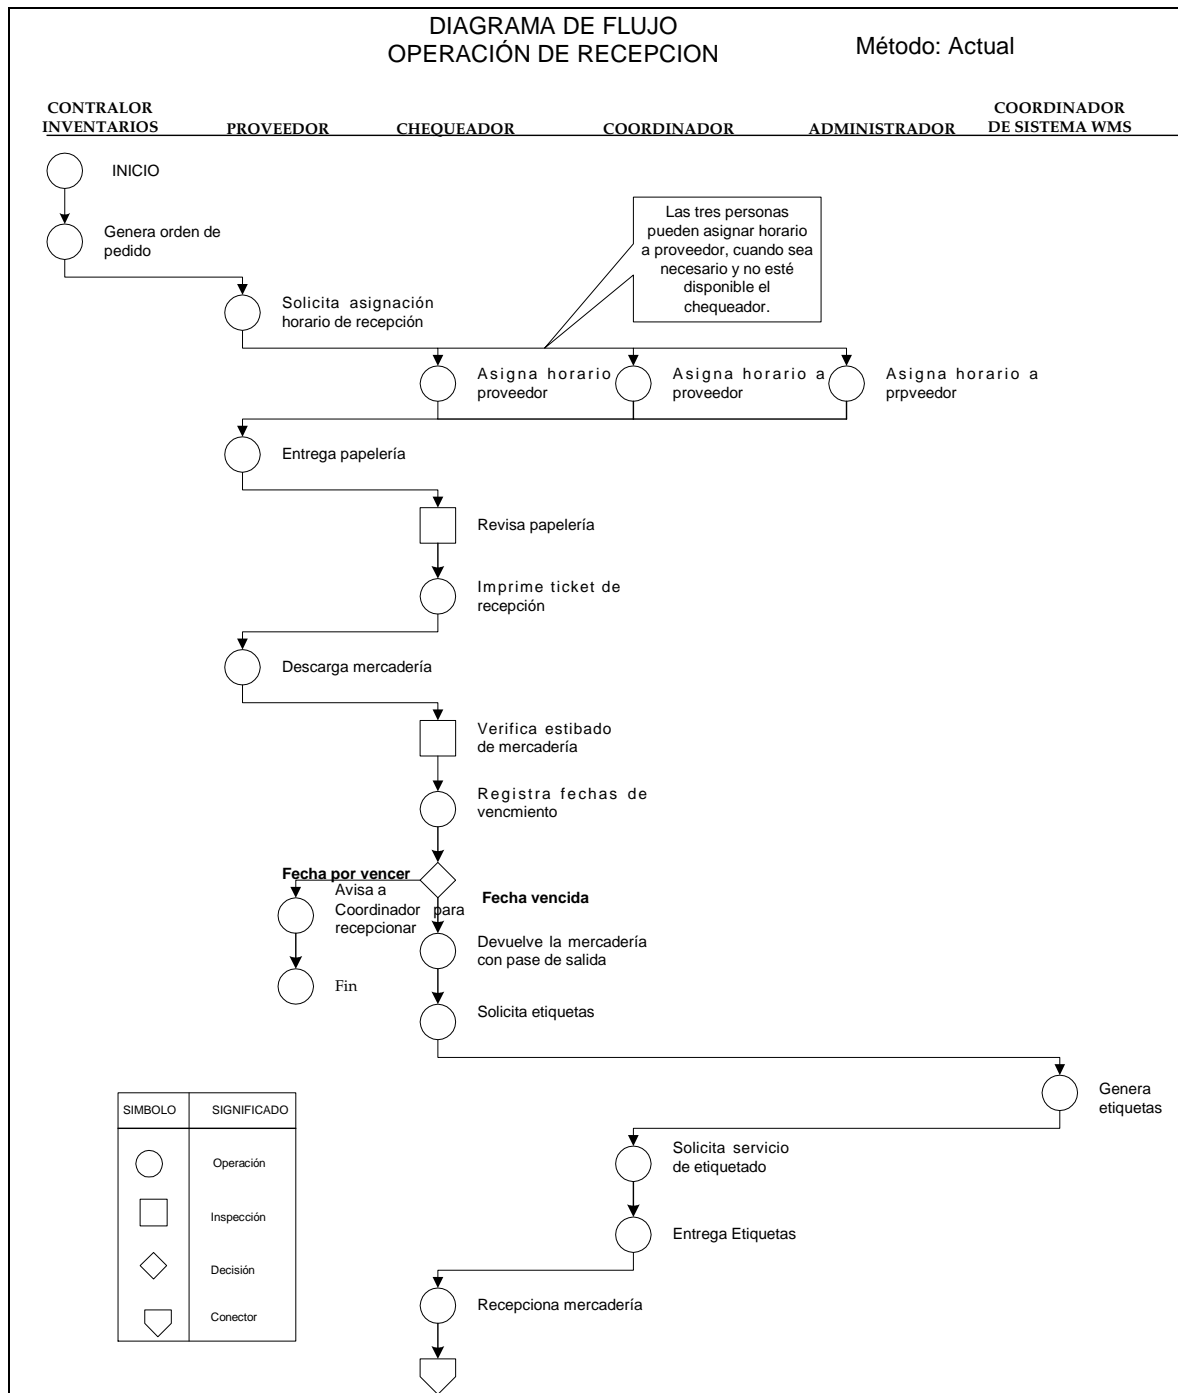 DIAGRAMA DE FLUJO
OPERACIÓN DE RECEPCION
Método: Actual
CONTRALOR
INVENTARIOS
PROVEEDOR
CHEQUEADOR
COORDINADOR
ADMINISTRADOR
COORDINADOR
DE SISTEMA WMS
INICIO
Genera orden de
pedido
Las tres personas
pueden asignar horario
a proveedor, cuando sea
necesario y no esté
disponible el
chequeador.
Solicita asignación
horario de recepción
Asigna horario
proveedor
Asigna horario a
proveedor
Asigna horario a
prpveedor
Entrega papelería
Revisa papelería
Imprime ticket de
recepción
Descarga mercadería
Verifica estibado
de mercadería
Registra fechas de
vencmiento
Fecha por vencer
Avisa a
Coordinador para
recepcionar
Fecha vencida
Devuelve la mercadería
con pase de salida
Fin
Solicita etiquetas
Genera
etiquetas
Solicita servicio
de etiquetado
Entrega Etiquetas
Recepciona mercadería
SIMBOLO SIGNIFICADO
Operación
Inspección
Decisión
Conector